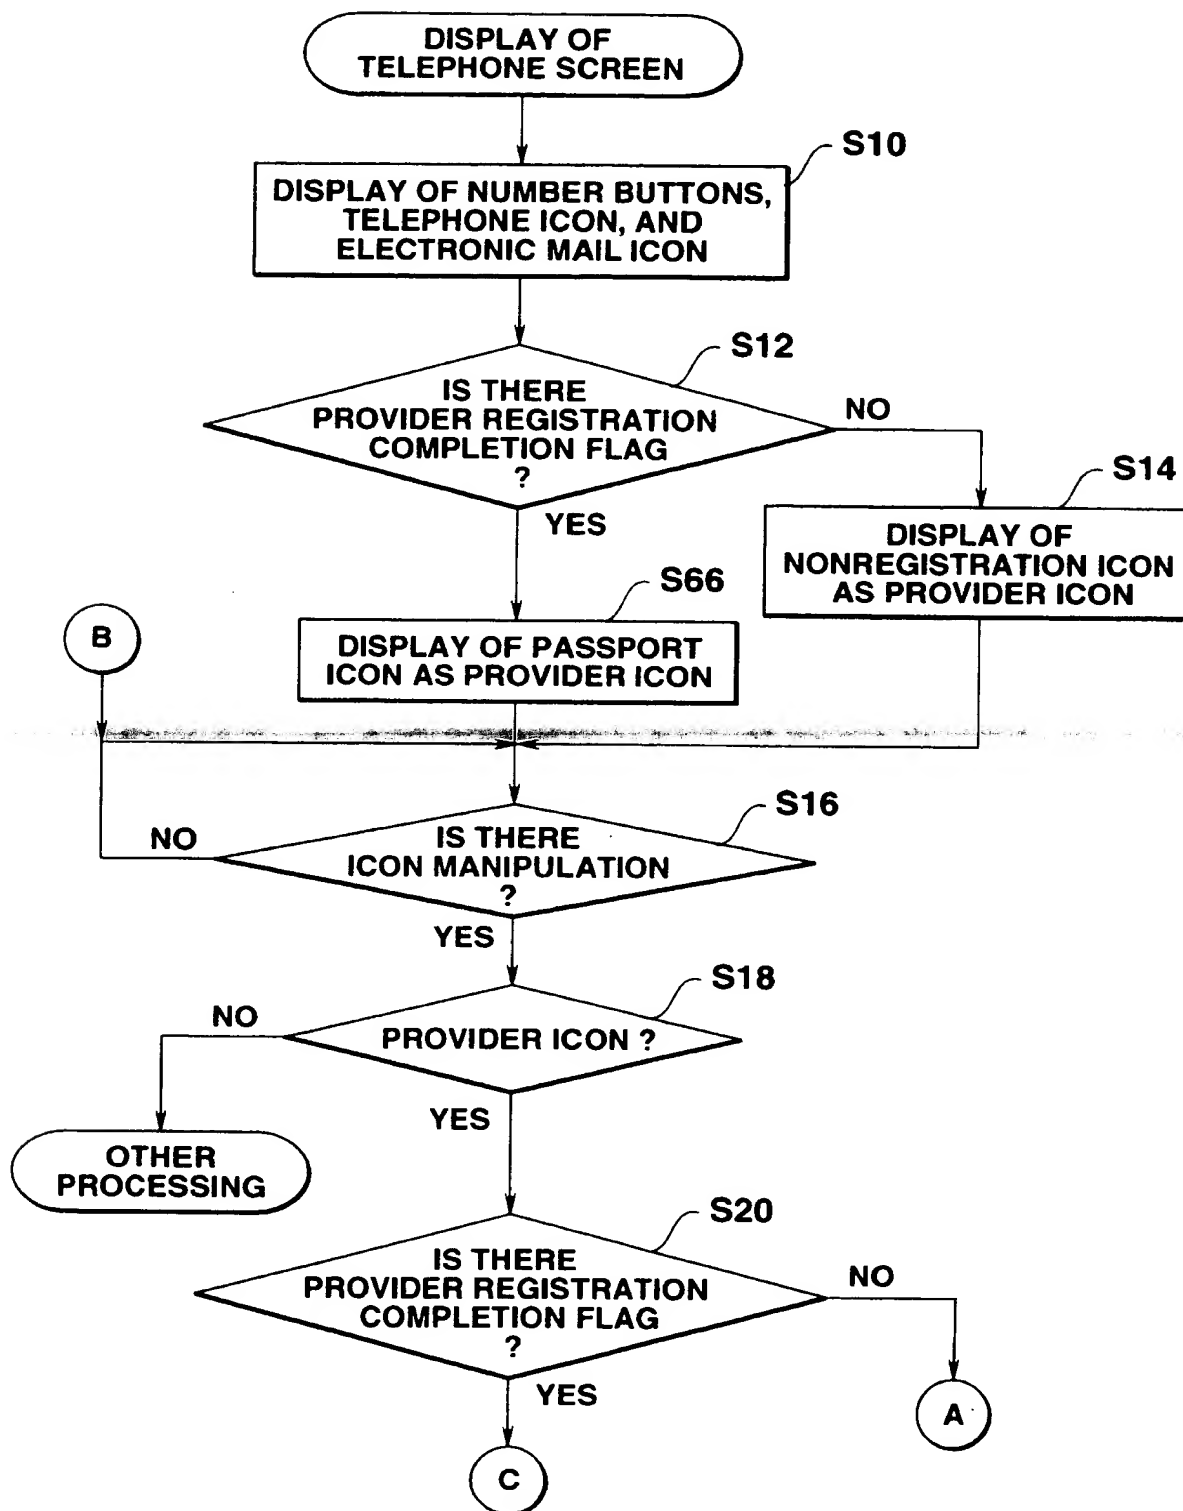 DISPLAY OF
TELEPHONE SCREEN
S10
DISPLAY OF NUMBER BUTTONS,
TELEPHONE ICON, AND
ELECTRONIC MAIL ICON
S12
IS THERE
PROVIDER REGISTRATION
COMPLETION FLAG
?
NO
YES
S14
DISPLAY OF
NONREGISTRATION ICON
AS PROVIDER ICON
S66
DISPLAY OF PASSPORT
ICON AS PROVIDER ICON
B
S16
IS THERE
ICON MANIPULATION
?
NO
YES
S18
PROVIDER ICON ?
NO
YES
OTHER
PROCESSING
S20
IS THERE
PROVIDER REGISTRATION
COMPLETION FLAG
?
NO
YES
A
C